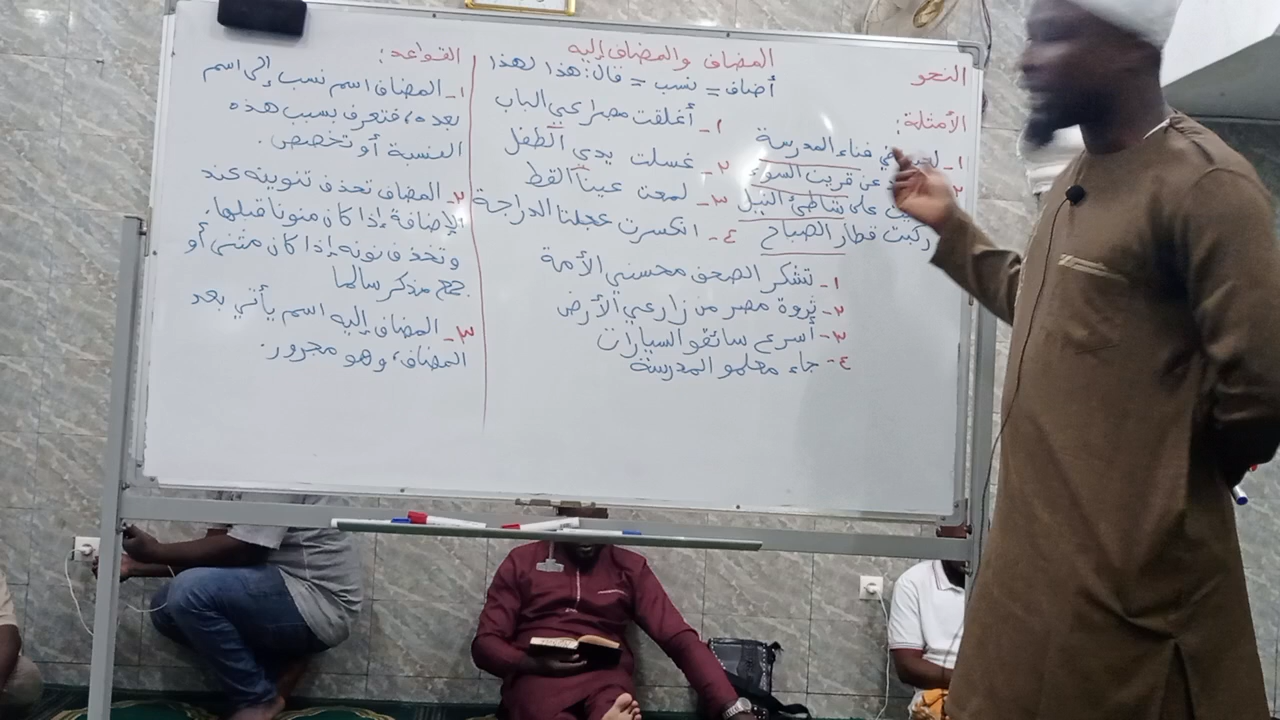 النحو
المضاف والمضاف إليه
أضاف = نسب = قال: هذا لهذا
الأمثلة:
١- في فناء المدرسة
٢- عن قريت السوء
على شاطئ النيل
ركبت قطار الصباح
١- أغلقت مصراعي الباب
٢- غسلت يدي الطفل
٣- لمعت عينا القط
٤- انكسرت عجلتا الدراجة
١- تشكر الصحف محسني الأمة
٢- ثروة مصر من زارعي الأرض
٣- أسرع سائقو السيارات
٤- جاء معلمو المدرسة
القواعد:
١- المضاف اسم نسب إلى اسم
بعده، فتعرف بسبب هذه
النسبة أو تخصص.
٢- المضاف تحذف تنوينه عند
الإضافة إذا كان منونا قبلها،
وتحذف نونه إذا كان مثنى أو
جمع مذكر سالما
٣- المضاف إليه اسم يأتي بعد
المضاف، وهو مجرور.